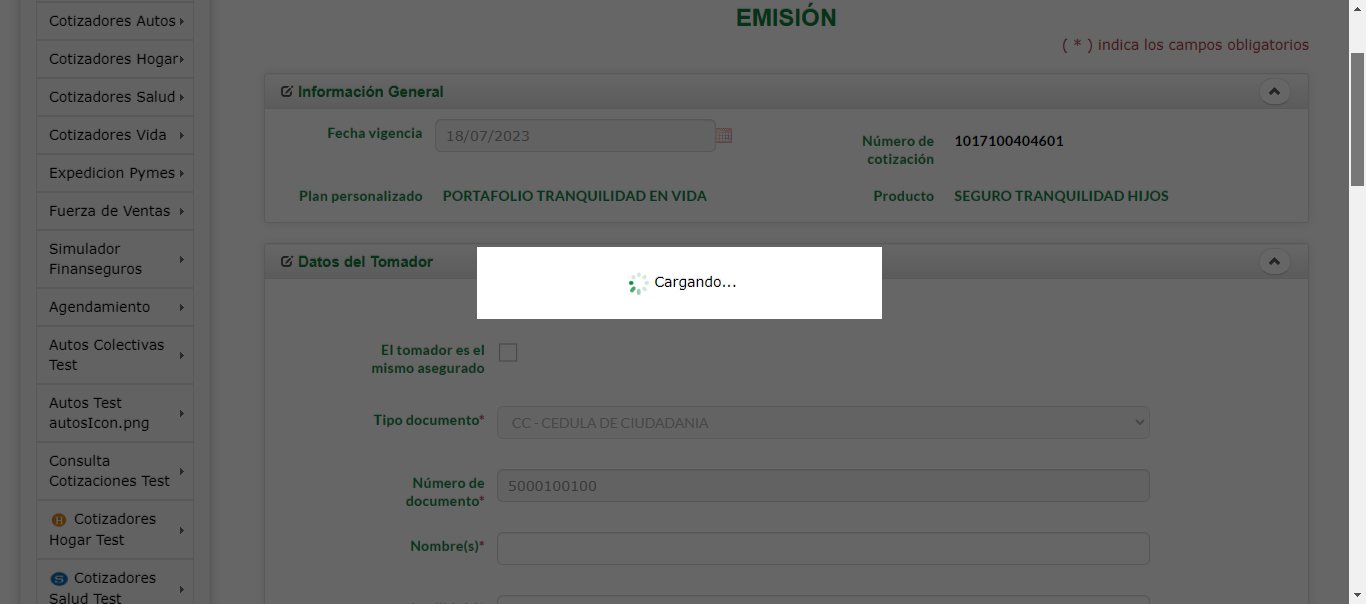 Cotizadores Autos
Cotizadores Hogar
Cotizadores Salud
Cotizadores Vida
Expedicion Pymes
Fuerza de Ventas
Simulador
Finanseguros
Agendamiento
Autos Colectivas
Test
Autos Test
autosIcon.png
Consulta
Cotizaciones Test
H Cotizadores
Hogar Test
S Cotizadores
Salud Test
EMISIÓN
( * ) indica los campos obligatorios
Información General
Fecha vigencia 18/07/2023
Número de
cotización
1017100404601
Plan personalizado PORTAFOLIO TRANQUILIDAD EN VIDA
Producto SEGURO TRANQUILIDAD HIJOS
Datos del Tomador
Cargando...
El tomador es el
mismo asegurado
Tipo documento* CC - CEDULA DE CIUDADANIA
Número de
documento*
5000100100
Nombre(s)*